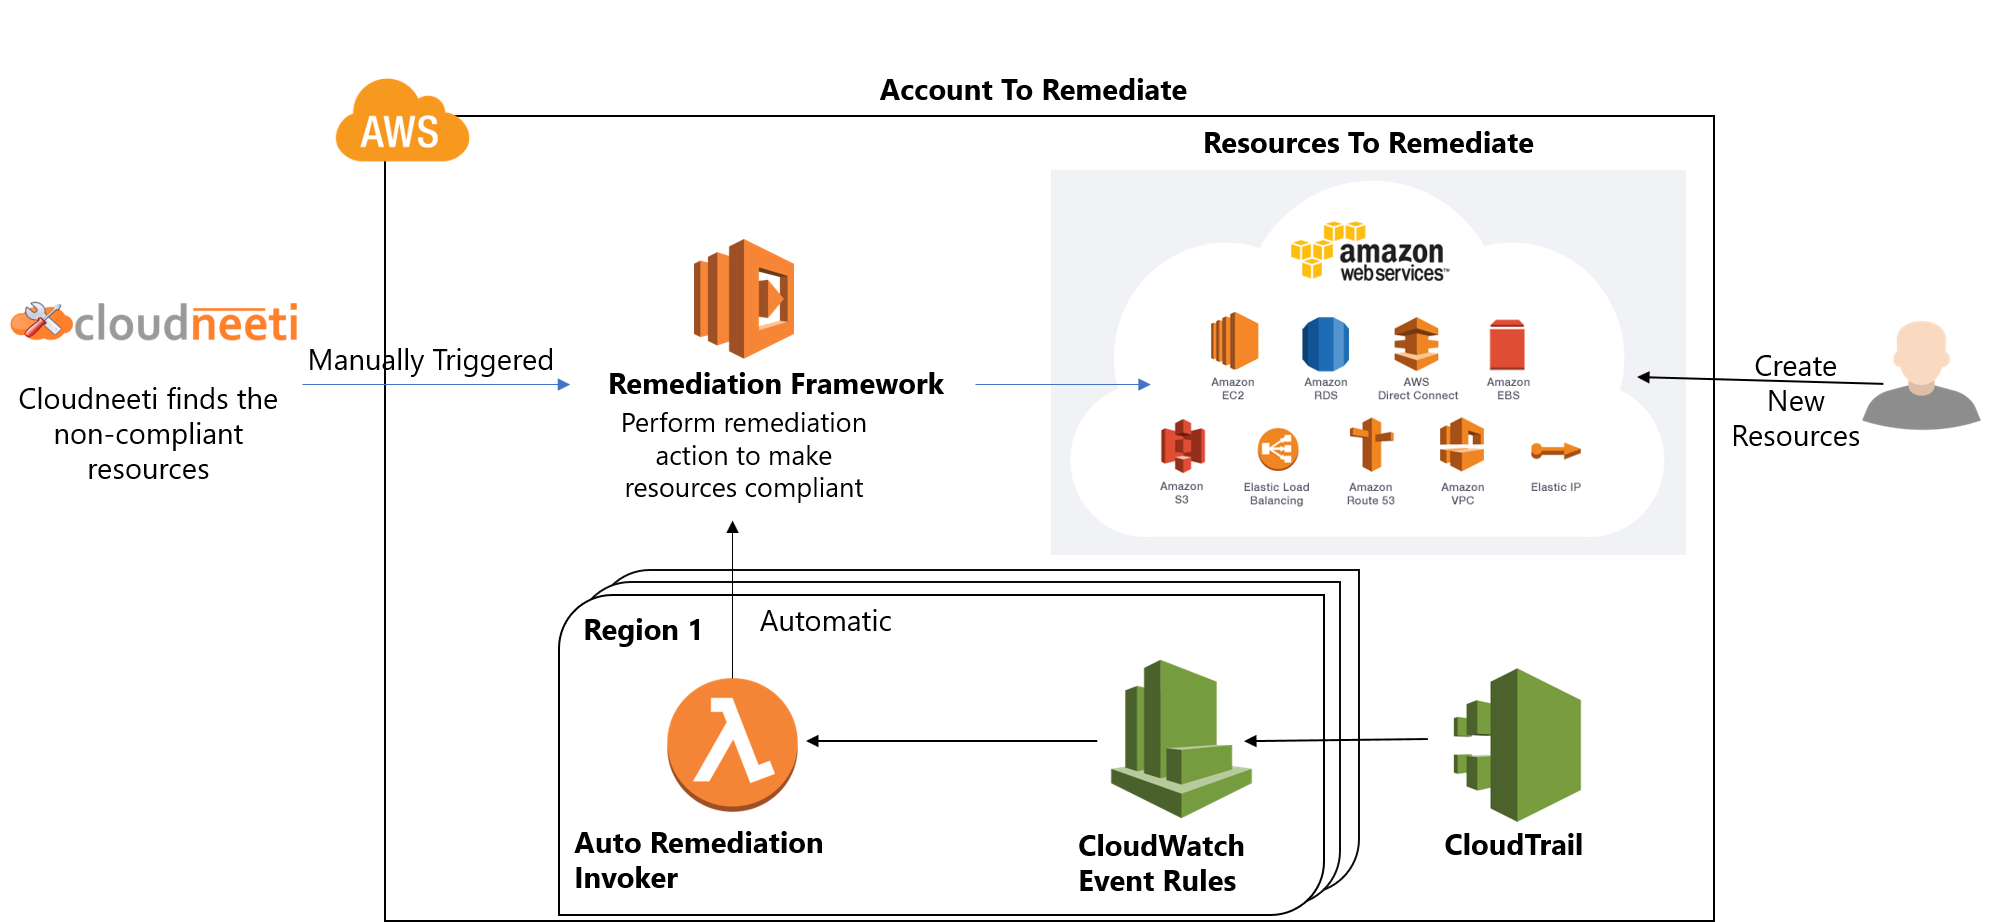 Account To Remediate
AWS
Resources To Remediate
amazon
webservices™
cloudneeti
Manually Triggered
Cloudneeti finds the
non-compliant
resources
Remediation Framework
Perform remediation
action to make
resources compliant
Amazon
EC2
Amazon
RDS
AWS
Direct Connect
Amazon
EBS
Amazon
S3
Elastic Load
Balancing
Amazon
Route 53
Amazon
VPC
Elastic IP
Create
New
Resources
Region 1
Automatic
Auto Remediation
Invoker
CloudWatch
Event Rules
CloudTrail